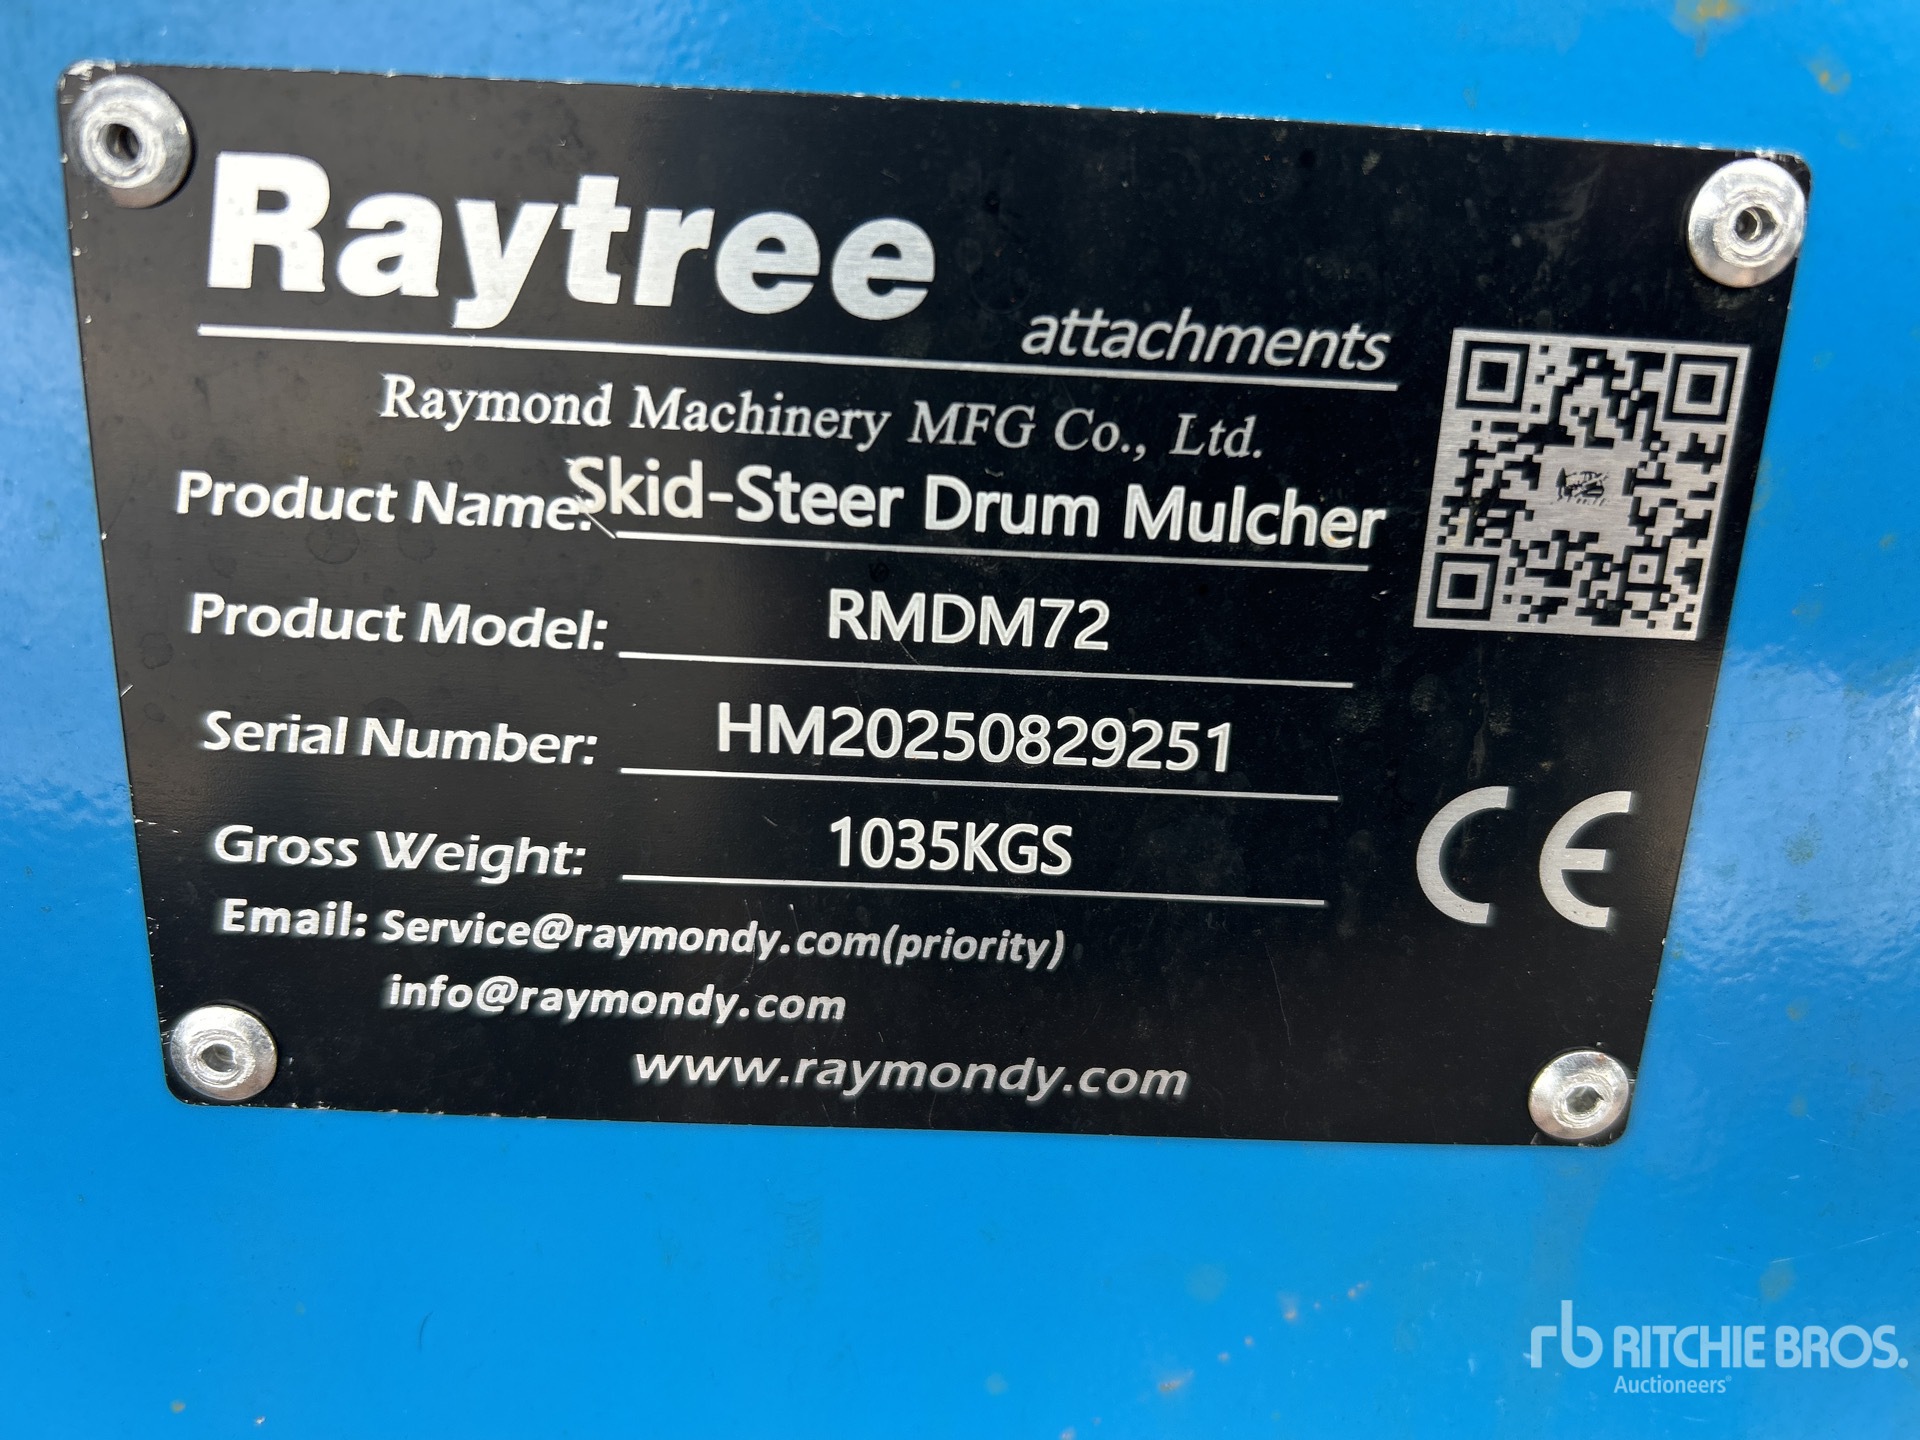 Raytree
attachments
Raymond Machinery MFG Co., Ltd.
Product Name: Skid-Steer Drum Mulcher
Product Model: RMDM72
Serial Number: HM20250829251
Gross Weight: 1035KGS
CE
Email: Service@raymondy.com(priority)
info@raymondy.com
www.raymondy.com
rb RITCHIE BROS.
Auctioneers